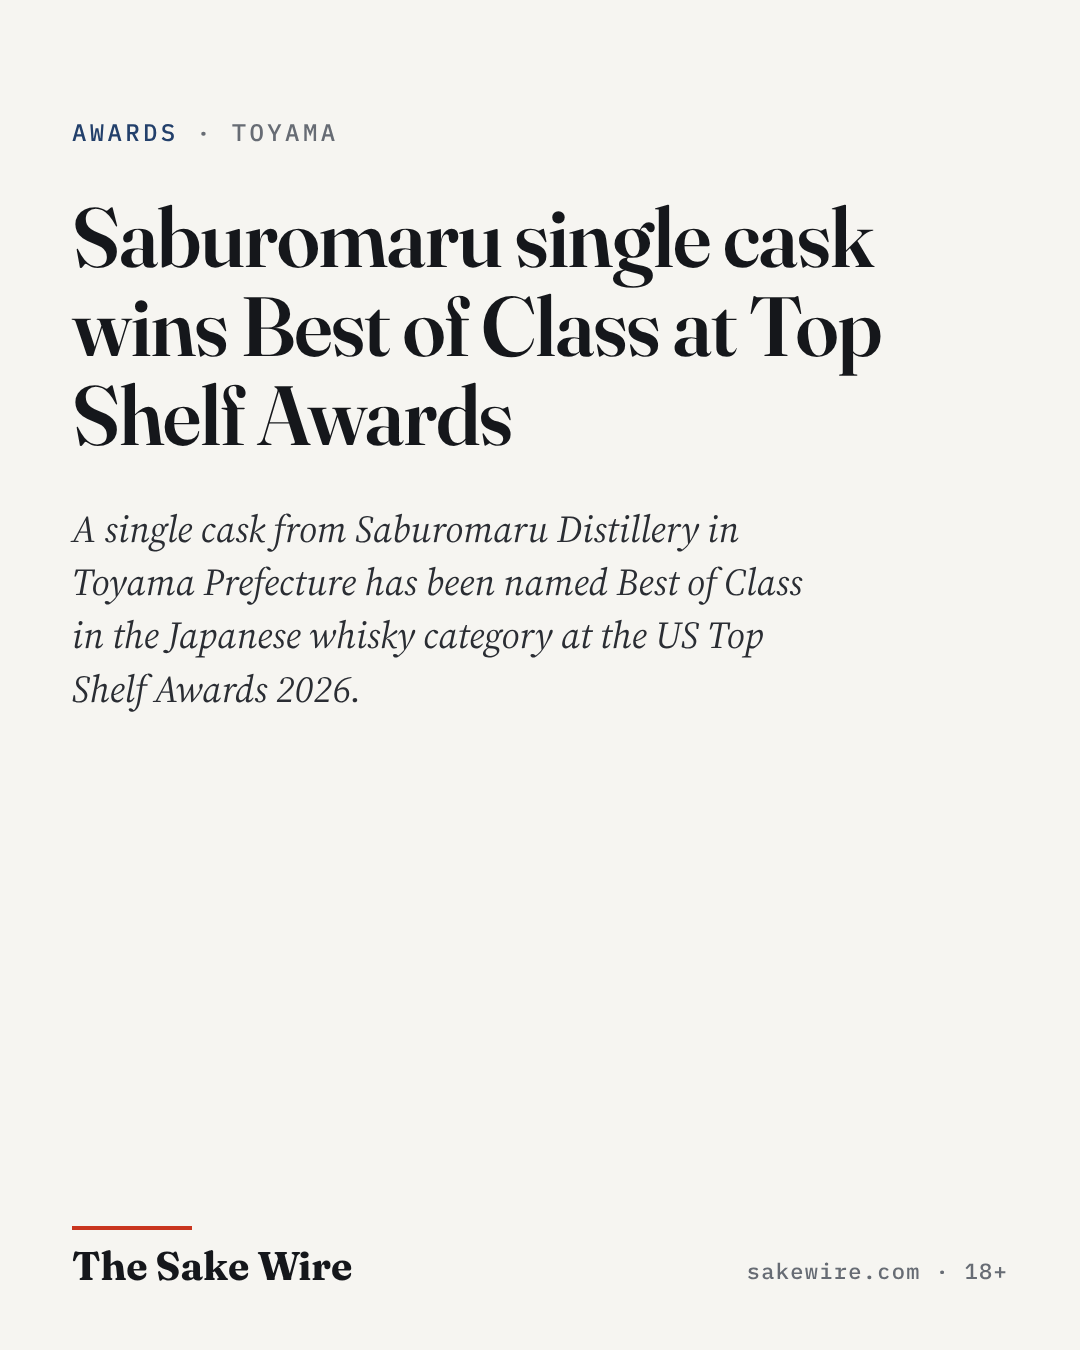 AWARDS · TOYAMA
Saburomaru single cask
wins Best of Class at Top
Shelf Awards
A single cask from Saburomaru Distillery in
Toyama Prefecture has been named Best of Class
in the Japanese whisky category at the US Top
Shelf Awards 2026.
The Sake Wire
sakewire.com · 18+